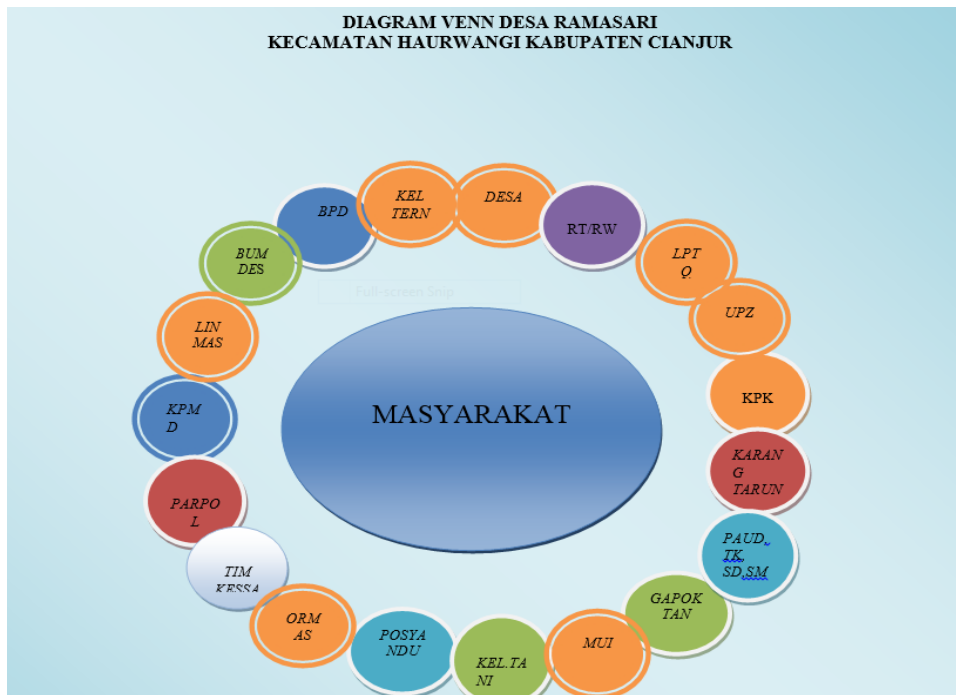 DIAGRAM VENN DESA RAMASARI
KECAMATAN HAURWANGI KABUPATEN CIANJUR
BPD
KEL
TERN
DESA
RT/RW
BUM
DES
LPT
Q
UPZ
Full-screen Snip
LIN
MAS
KPK
MASYARAKAT
KPM
D
KARAN
G
TARUN
PARPO
L
PAUD,
TK,
SD,SM
TIM
KESSA
GAPOK
TAN
ORM
AS
POSYA
NDU
KEL.TA
NI
MUI